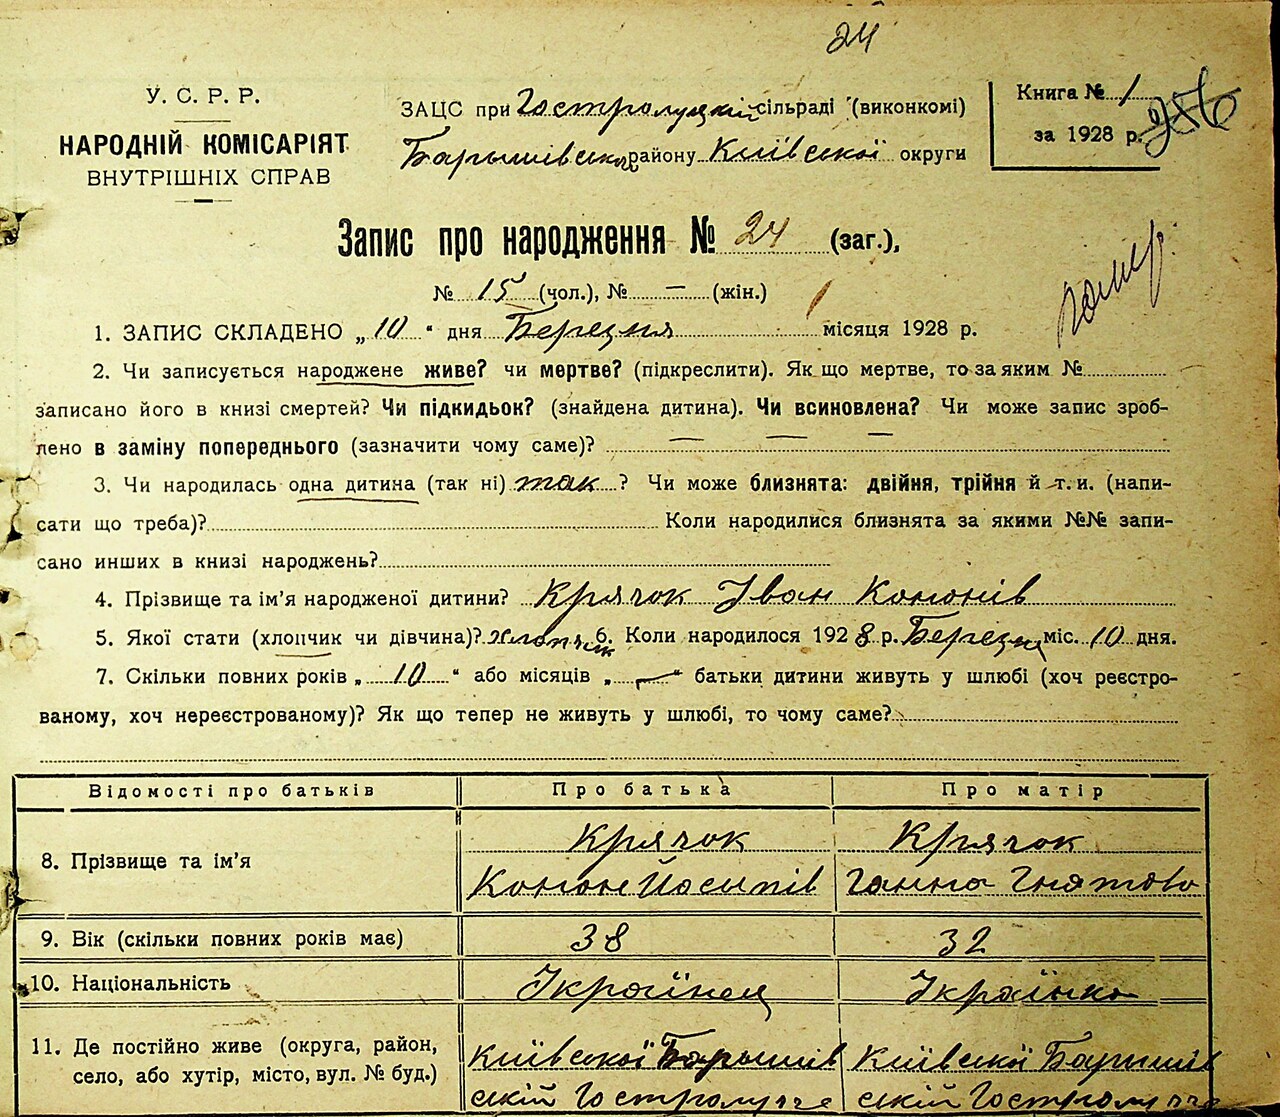 24
У. С. Р. Р.
НАРОДНІЙ КОМІСАРІЯТ
ВНУТРІШНІХ СПРАВ
ЗАЦС при Гостролуцкій сільраді (виконкомі)
Баришівско району Київської округи
Книга № 1
за 1928 р. 256
Запис про народження № 24 (заг.),
№ 15 (чол.), № — (жін.)
помер
1. ЗАПИС СКЛАДЕНО „10" дня Березня місяця 1928 р.
2. Чи записується народжене живе? чи мертве? (підкреслити). Як що мертве, то за яким №
записано його в книзі смертей? Чи підкидьок? (знайдена дитина). Чи всиновлена? Чи може запис зроб-
лено в заміну попереднього (зазначити чому саме)? — — —
3. Чи народилась одна дитина (так ні) так ? Чи може близнята: двійня, трійня й т. и. (напи-
сати що треба)? Коли народилися близнята за якими №№ запи-
сано инших в книзі народжень?
4. Прізвище та ім'я народженої дитини? Крячок Іван Кононів
5. Якої стати (хлопчик чи дівчина)? хлопчик 6. Коли народилося 1928 р. Березня міс. 10 дня.
7. Скільки повних років „ 10 " або місяців „ — " батьки дитини живуть у шлюбі (хоч реєстро-
ваному, хоч нереєстрованому)? Як що тепер не живуть у шлюбі, то чому саме?
Відомості про батьків Про батька Про матір
8. Прізвище та ім'я Крячок Конон Йосипів Крячок Ганна Гнатова
9. Вік (скільки повних років має) 38 32
10. Національність Українец Українка
11. Де постійно живе (округа, район, Київської Баришів Київської Баришів
село, або хутір, місто, вул. № буд.) ській Гостролучче ській Гостролучче